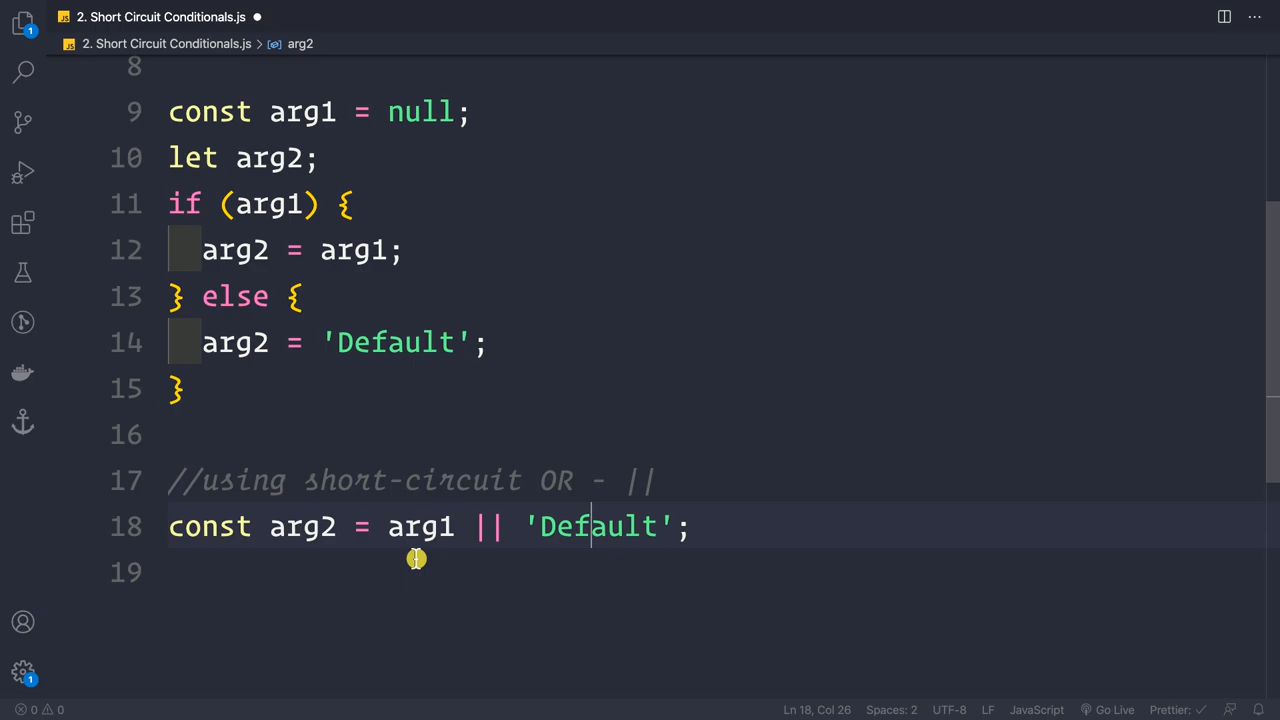 2. Short Circuit Conditionals.js
2. Short Circuit Conditionals.js > arg2
8
9 const arg1 = null;
10 let arg2;
11 if (arg1) {
12 arg2 = arg1;
13 } else {
14 arg2 = 'Default';
15 }
16
17 //using short-circuit OR - ||
18 const arg2 = arg1 || 'Default';
19
1
1
0 0 Ln 18, Col 26 Spaces: 2 UTF-8 LF JavaScript Go Live Prettier: ✓